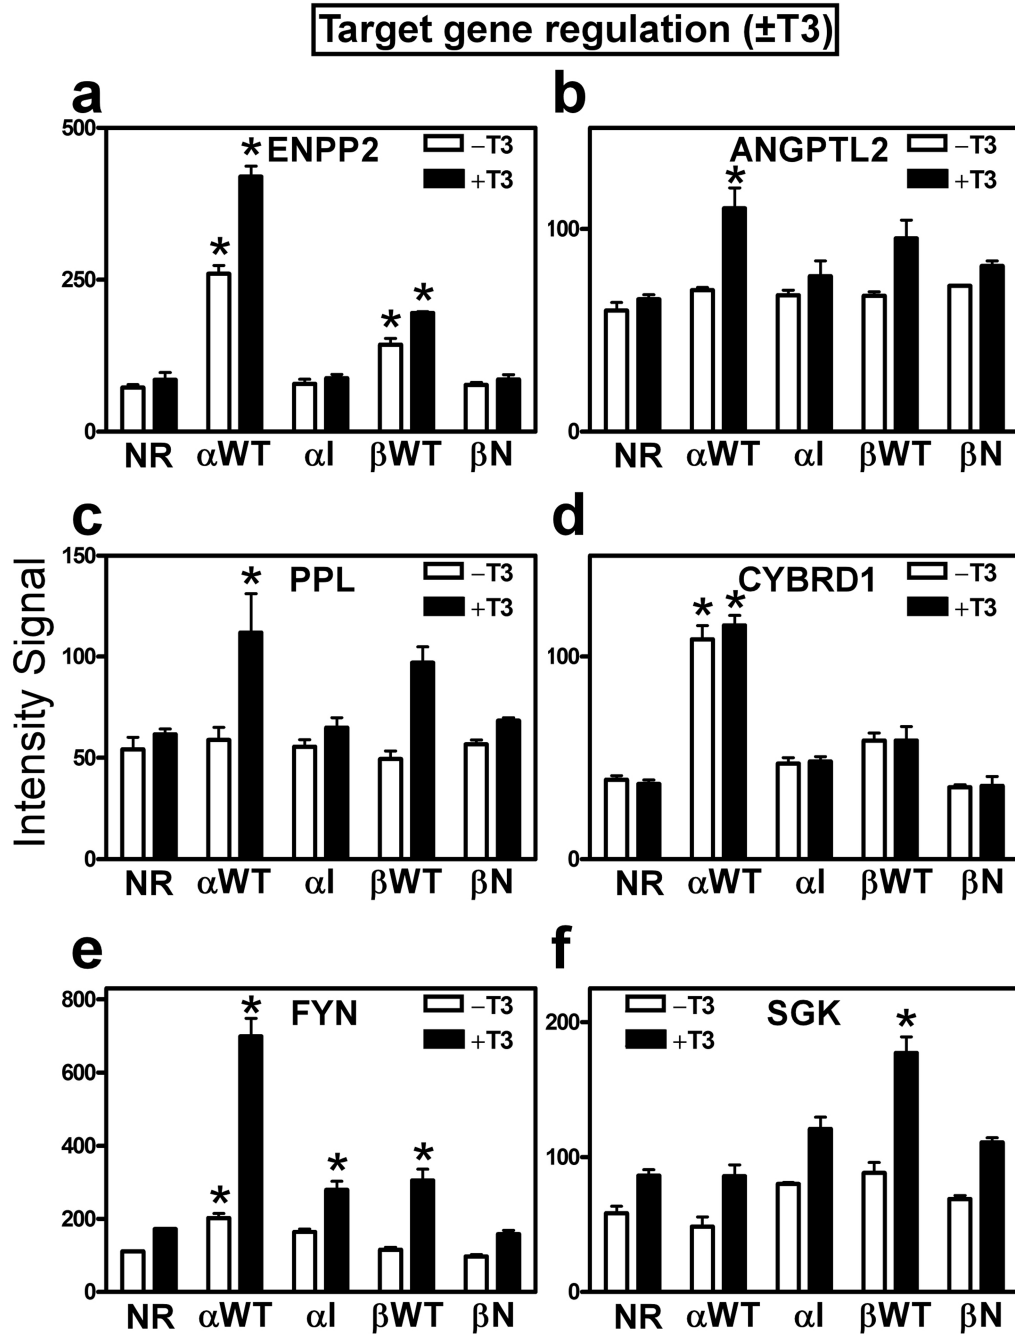 Target gene regulation (±T3)
Intensity Signal
a
500
250
0
* ENPP2
*
* *
−T3
+T3
NR αWT αI βWT βN
b
100
0
ANGPTL2
*
−T3
+T3
NR αWT αI βWT βN
c
150
100
50
0
* PPL
−T3
+T3
NR αWT αI βWT βN
d
100
0
CYBRD1
* *
−T3
+T3
NR αWT αI βWT βN
e
800
600
400
200
0
* FYN
* * *
−T3
+T3
NR αWT αI βWT βN
f
200
100
0
−T3
+T3
SGK
*
NR αWT αI βWT βN